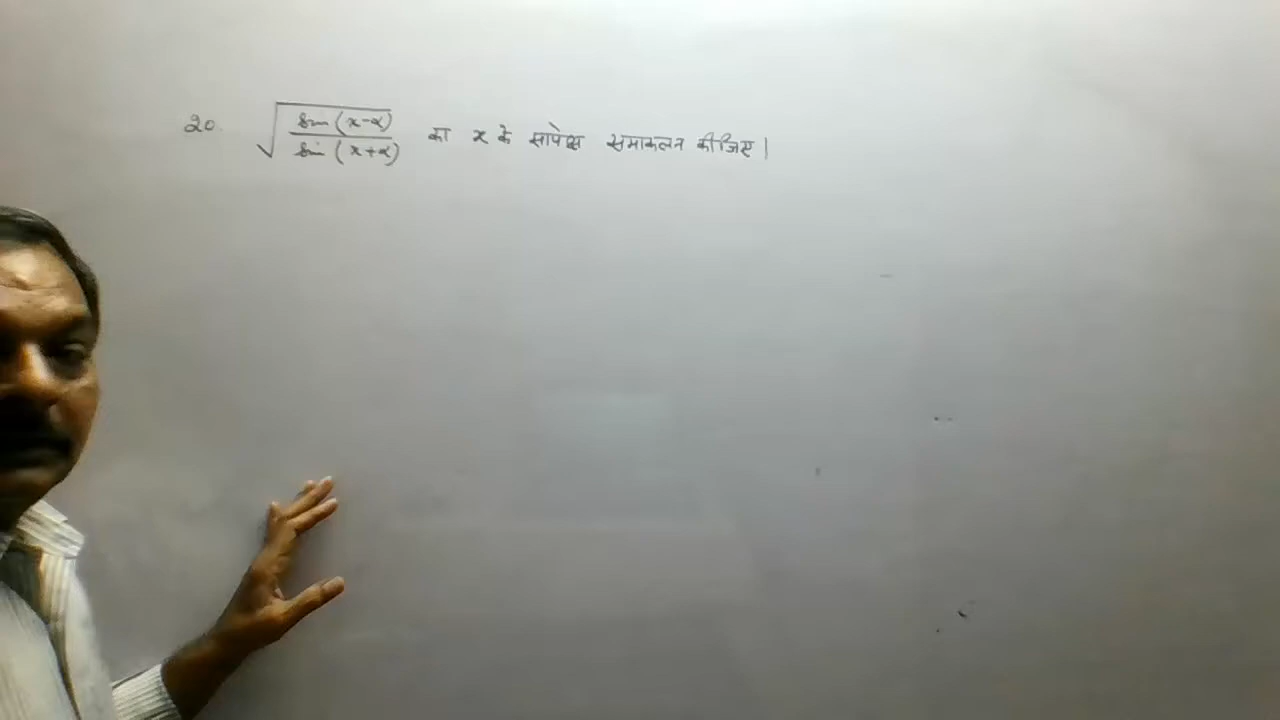 20. √(sin (x-α) / sin (x+α)) का x के सापेक्ष समाकलन कीजिए।